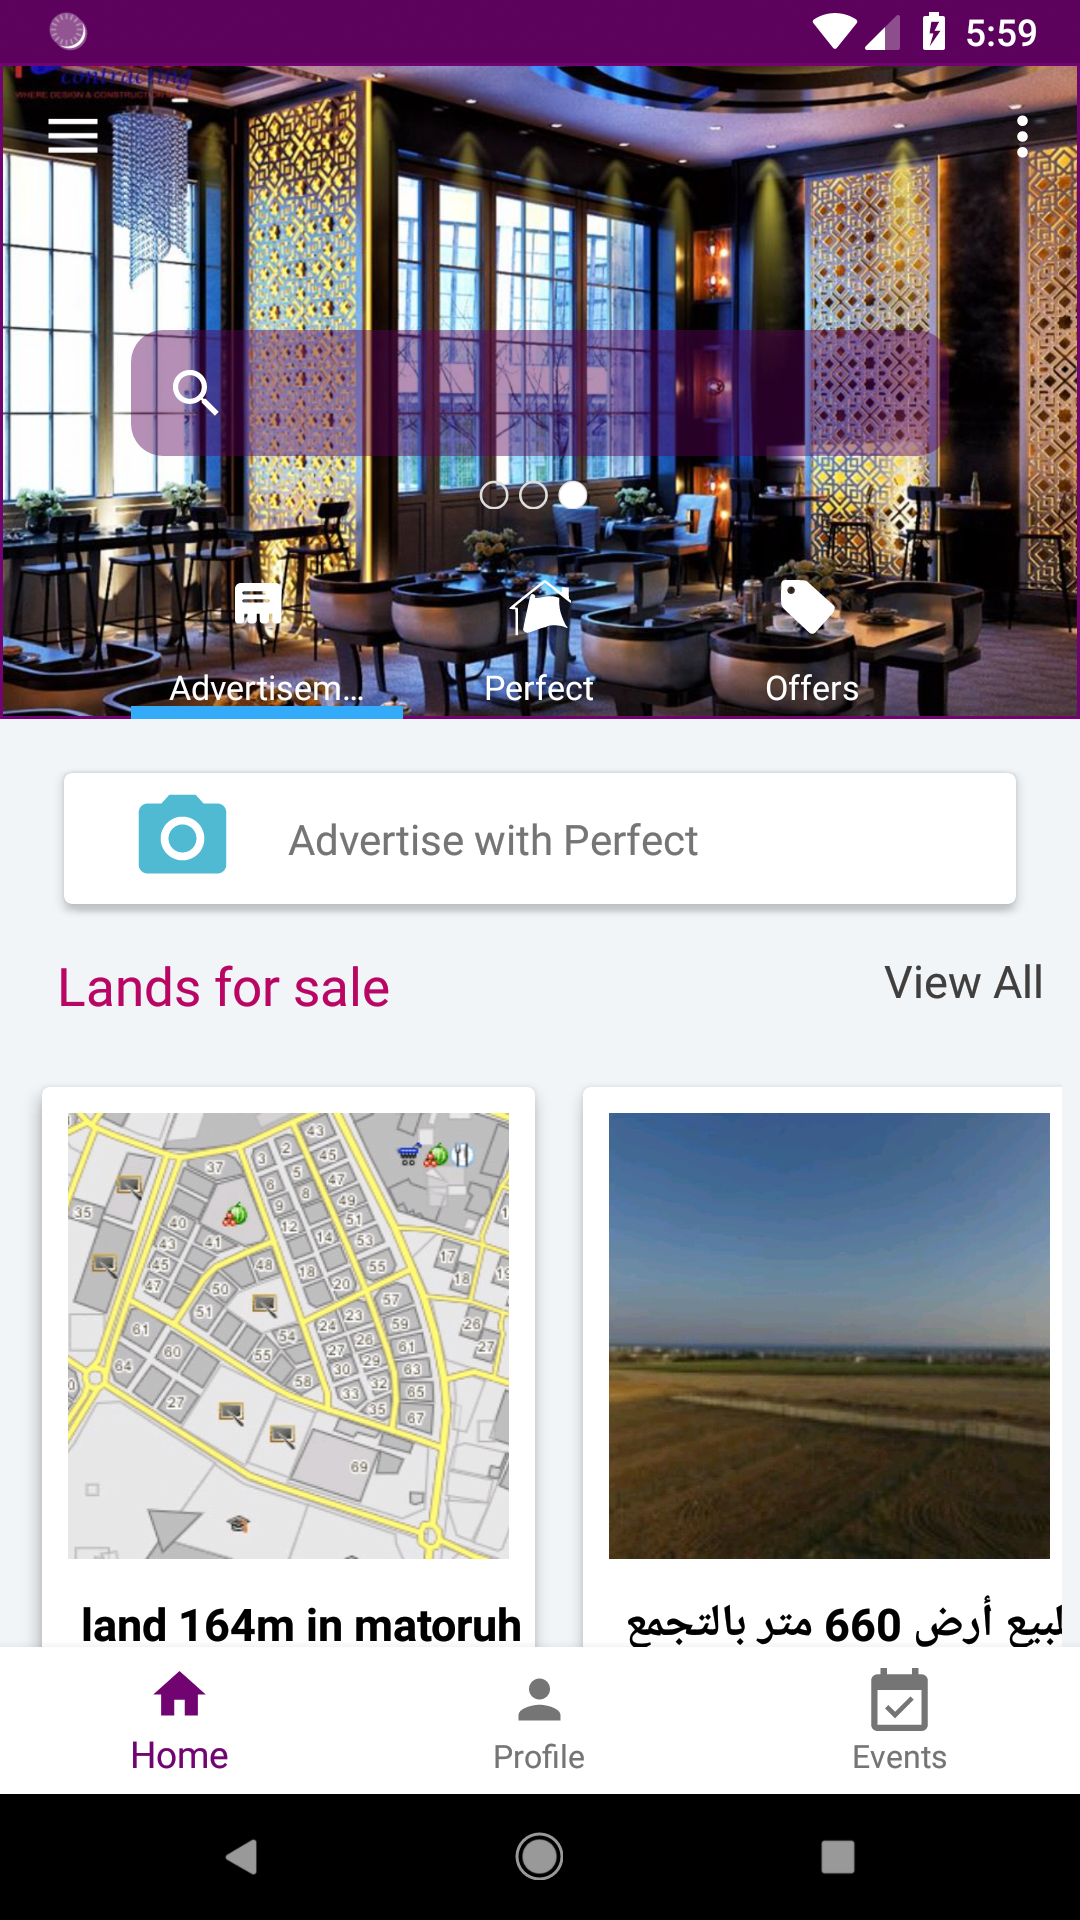 5:59
contracting
WHERE DESIGN & CONSTRUCTION
Advertisem...
Perfect
Offers
Advertise with Perfect
Lands for sale
View All
land 164m in matoruh
لبيع أرض 660 متر بالتجمع
Home
Profile
Events